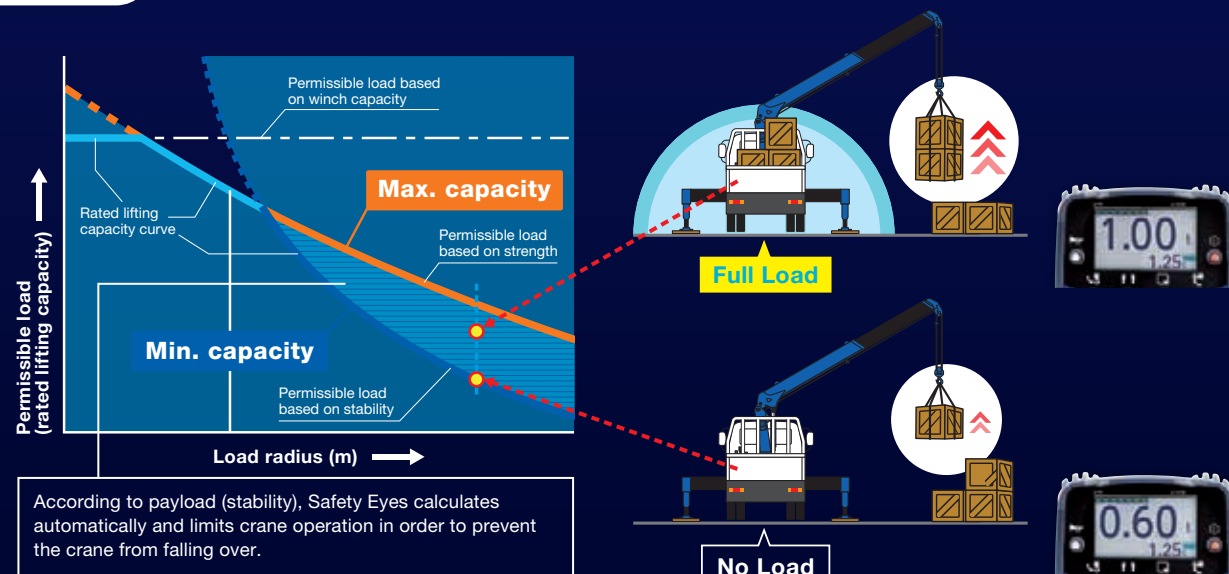 Permissible load based
on winch capacity
Max. capacity
Rated lifting
capacity curve
Permissible load
based on strength
Min. capacity
Permissible load
based on stability
Permissible load
(rated lifting capacity)
Load radius (m)
According to payload (stability), Safety Eyes calculates
automatically and limits crane operation in order to prevent
the crane from falling over.
Full Load
1.00 t
1.25
No Load
0.60 t
1.25